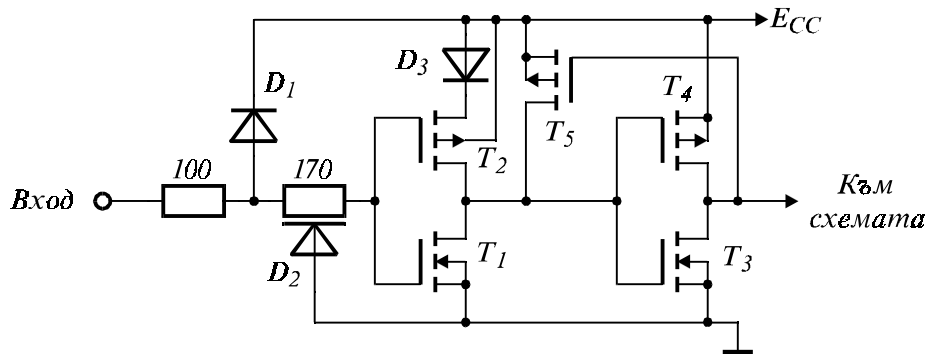 E_CC
D_3
D_1
T_4
T_5
T_2
100
170
Вход
Към
схемата
D_2
T_1
T_3